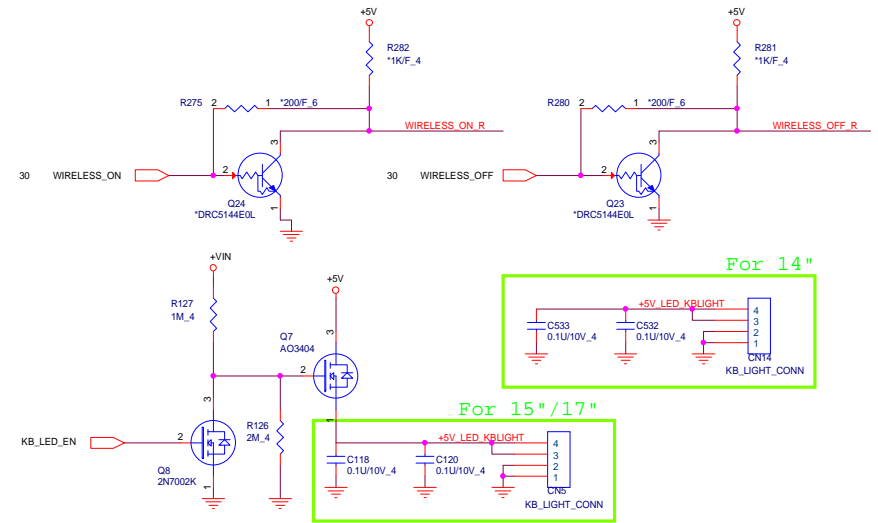 +5V
R282
*1K/F_4
R275
2
1
*200/F_6
WIRELESS_ON_R
3
30
WIRELESS_ON
2
Q24
*DRC5144E0L
1
+5V
R281
*1K/F_4
R280
2
1
*200/F_6
WIRELESS_OFF_R
3
30
WIRELESS_OFF
2
Q23
*DRC5144E0L
1
+VIN
R127
1M_4
+5V
3
Q7
AO3404
2
1
3
KB_LED_EN
2
Q8
2N7002K
1
R126
2M_4
For 14"
+5V_LED_KBLIGHT
C533
0.1U/10V_4
C532
0.1U/10V_4
4
3
2
1
CN14
KB_LIGHT_CONN
For 15"/17"
+5V_LED_KBLIGHT
C118
0.1U/10V_4
C120
0.1U/10V_4
4
3
2
1
CN5
KB_LIGHT_CONN